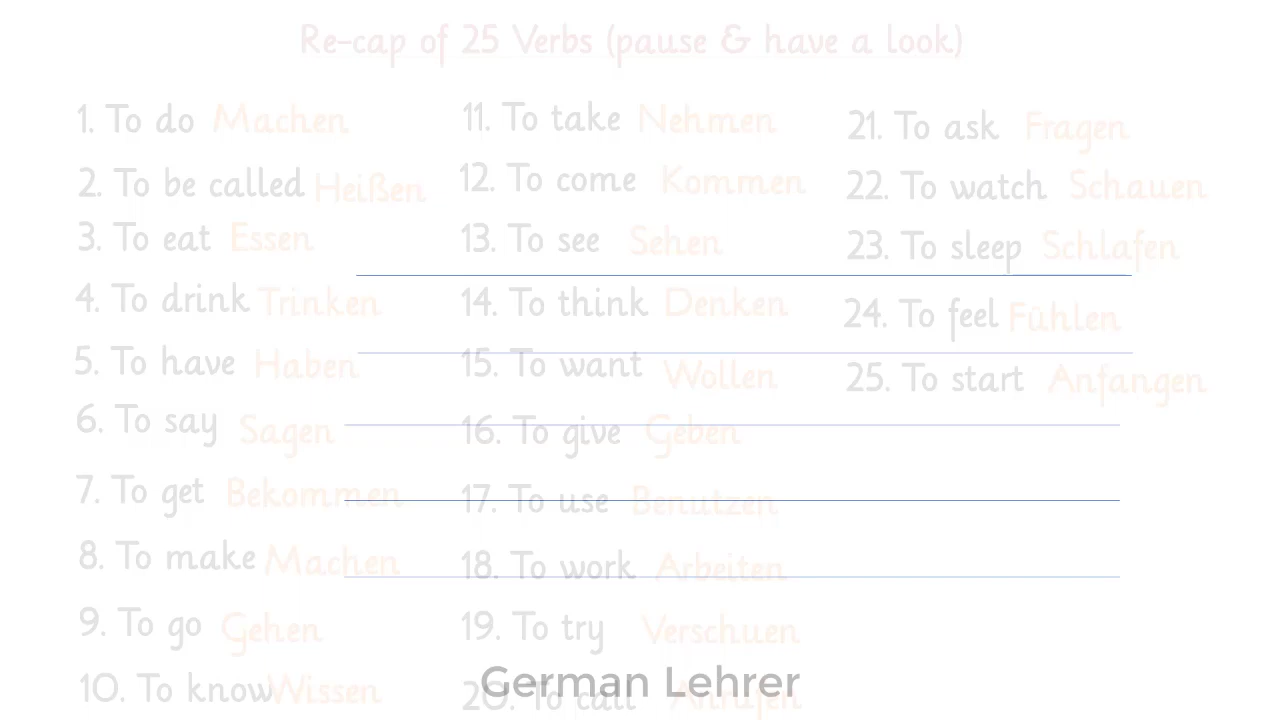 Re-cap of 25 Verbs (pause & have a look)
1. To do Machen
2. To be called Heißen
3. To eat Essen
4. To drink Trinken
5. To have Haben
6. To say Sagen
7. To get Bekommen
8. To make Machen
9. To go Gehen
10. To know Wissen
11. To take Nehmen
12. To come Kommen
13. To see Sehen
14. To think Denken
15. To want Wollen
16. To give Geben
17. To use Benutzen
18. To work Arbeiten
19. To try Verschuen
20. To call Anrufen
21. To ask Fragen
22. To watch Schauen
23. To sleep Schlafen
24. To feel Fühlen
25. To start Anfangen
German Lehrer